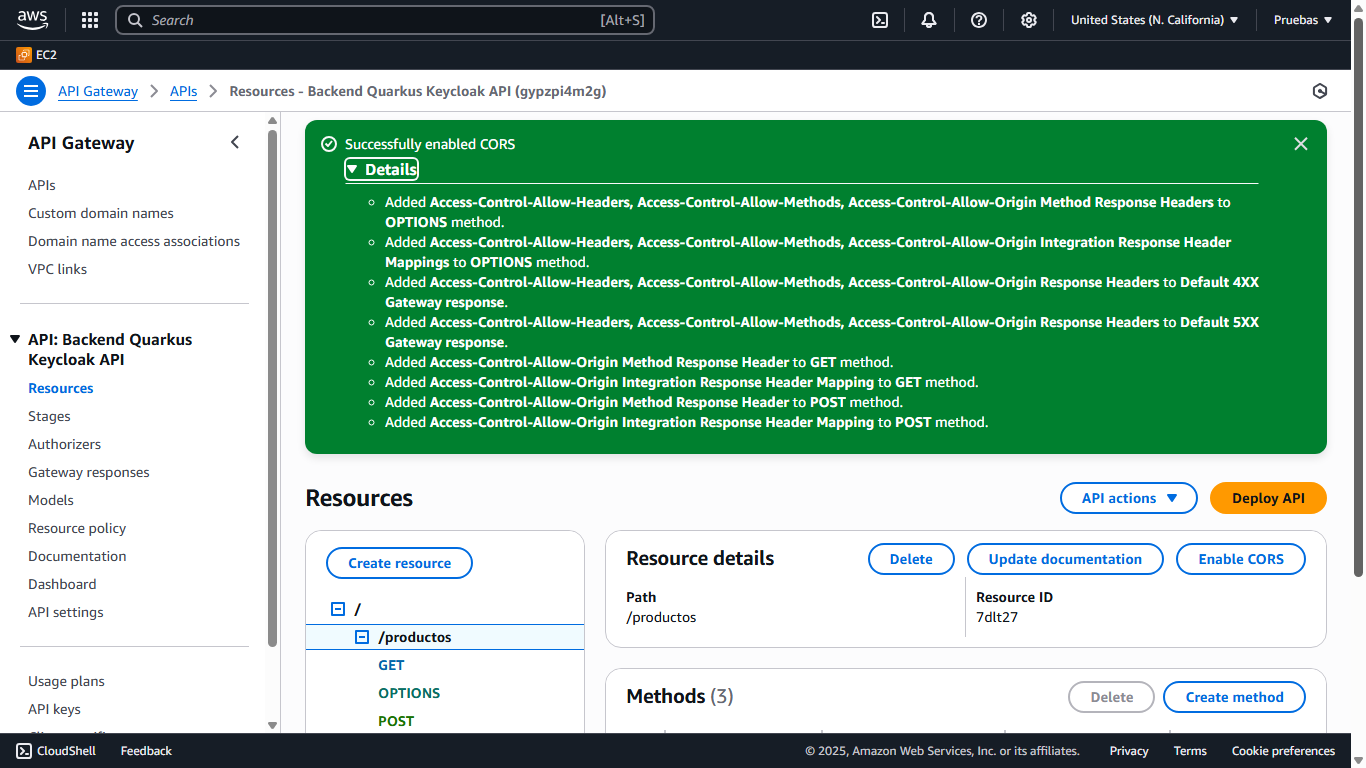 aws
Search
[Alt+S]
United States (N. California)
Pruebas
EC2
API Gateway
APIs
Resources - Backend Quarkus Keycloak API (gypzpi4m2g)
API Gateway
APIs
Custom domain names
Domain name access associations
VPC links
API: Backend Quarkus
Keycloak API
Resources
Stages
Authorizers
Gateway responses
Models
Resource policy
Documentation
Dashboard
API settings
Usage plans
API keys
Successfully enabled CORS
Details
Added Access-Control-Allow-Headers, Access-Control-Allow-Methods, Access-Control-Allow-Origin Method Response Headers to
OPTIONS method.
Added Access-Control-Allow-Headers, Access-Control-Allow-Methods, Access-Control-Allow-Origin Integration Response Header
Mappings to OPTIONS method.
Added Access-Control-Allow-Headers, Access-Control-Allow-Methods, Access-Control-Allow-Origin Response Headers to Default 4XX
Gateway response.
Added Access-Control-Allow-Headers, Access-Control-Allow-Methods, Access-Control-Allow-Origin Response Headers to Default 5XX
Gateway response.
Added Access-Control-Allow-Origin Method Response Header to GET method.
Added Access-Control-Allow-Origin Integration Response Header Mapping to GET method.
Added Access-Control-Allow-Origin Method Response Header to POST method.
Added Access-Control-Allow-Origin Integration Response Header Mapping to POST method.
Resources
API actions
Deploy API
Create resource
/
/productos
GET
OPTIONS
POST
Resource details
Delete
Update documentation
Enable CORS
Path
/productos
Resource ID
7dlt27
Methods (3)
Delete
Create method
CloudShell
Feedback
© 2025, Amazon Web Services, Inc. or its affiliates.
Privacy
Terms
Cookie preferences